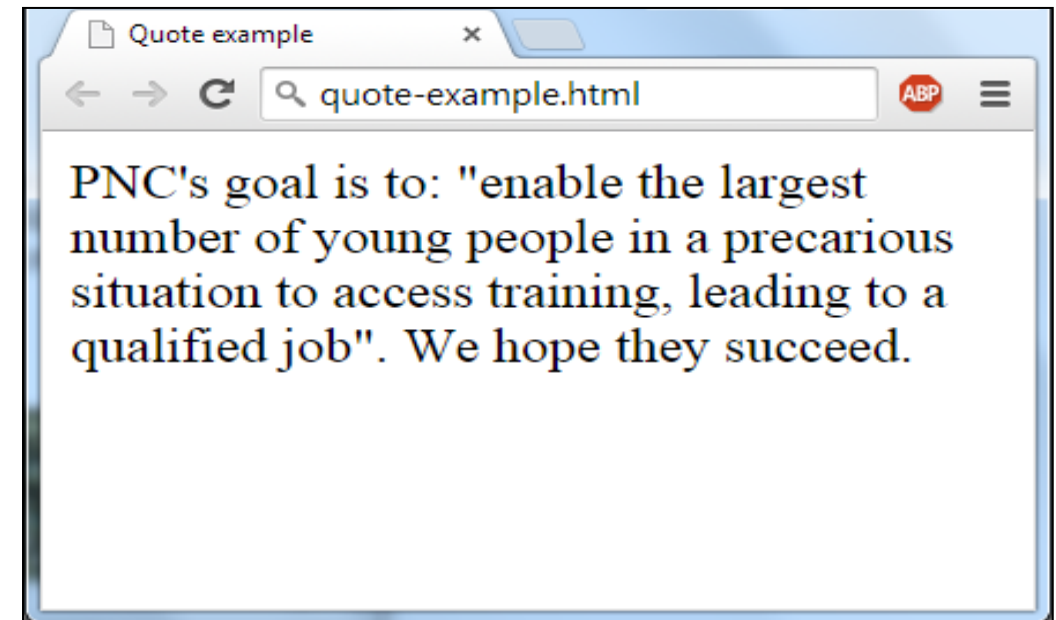 Quote example
quote-example.html
ABP
PNC's goal is to: "enable the largest
number of young people in a precarious
situation to access training, leading to a
qualified job". We hope they succeed.